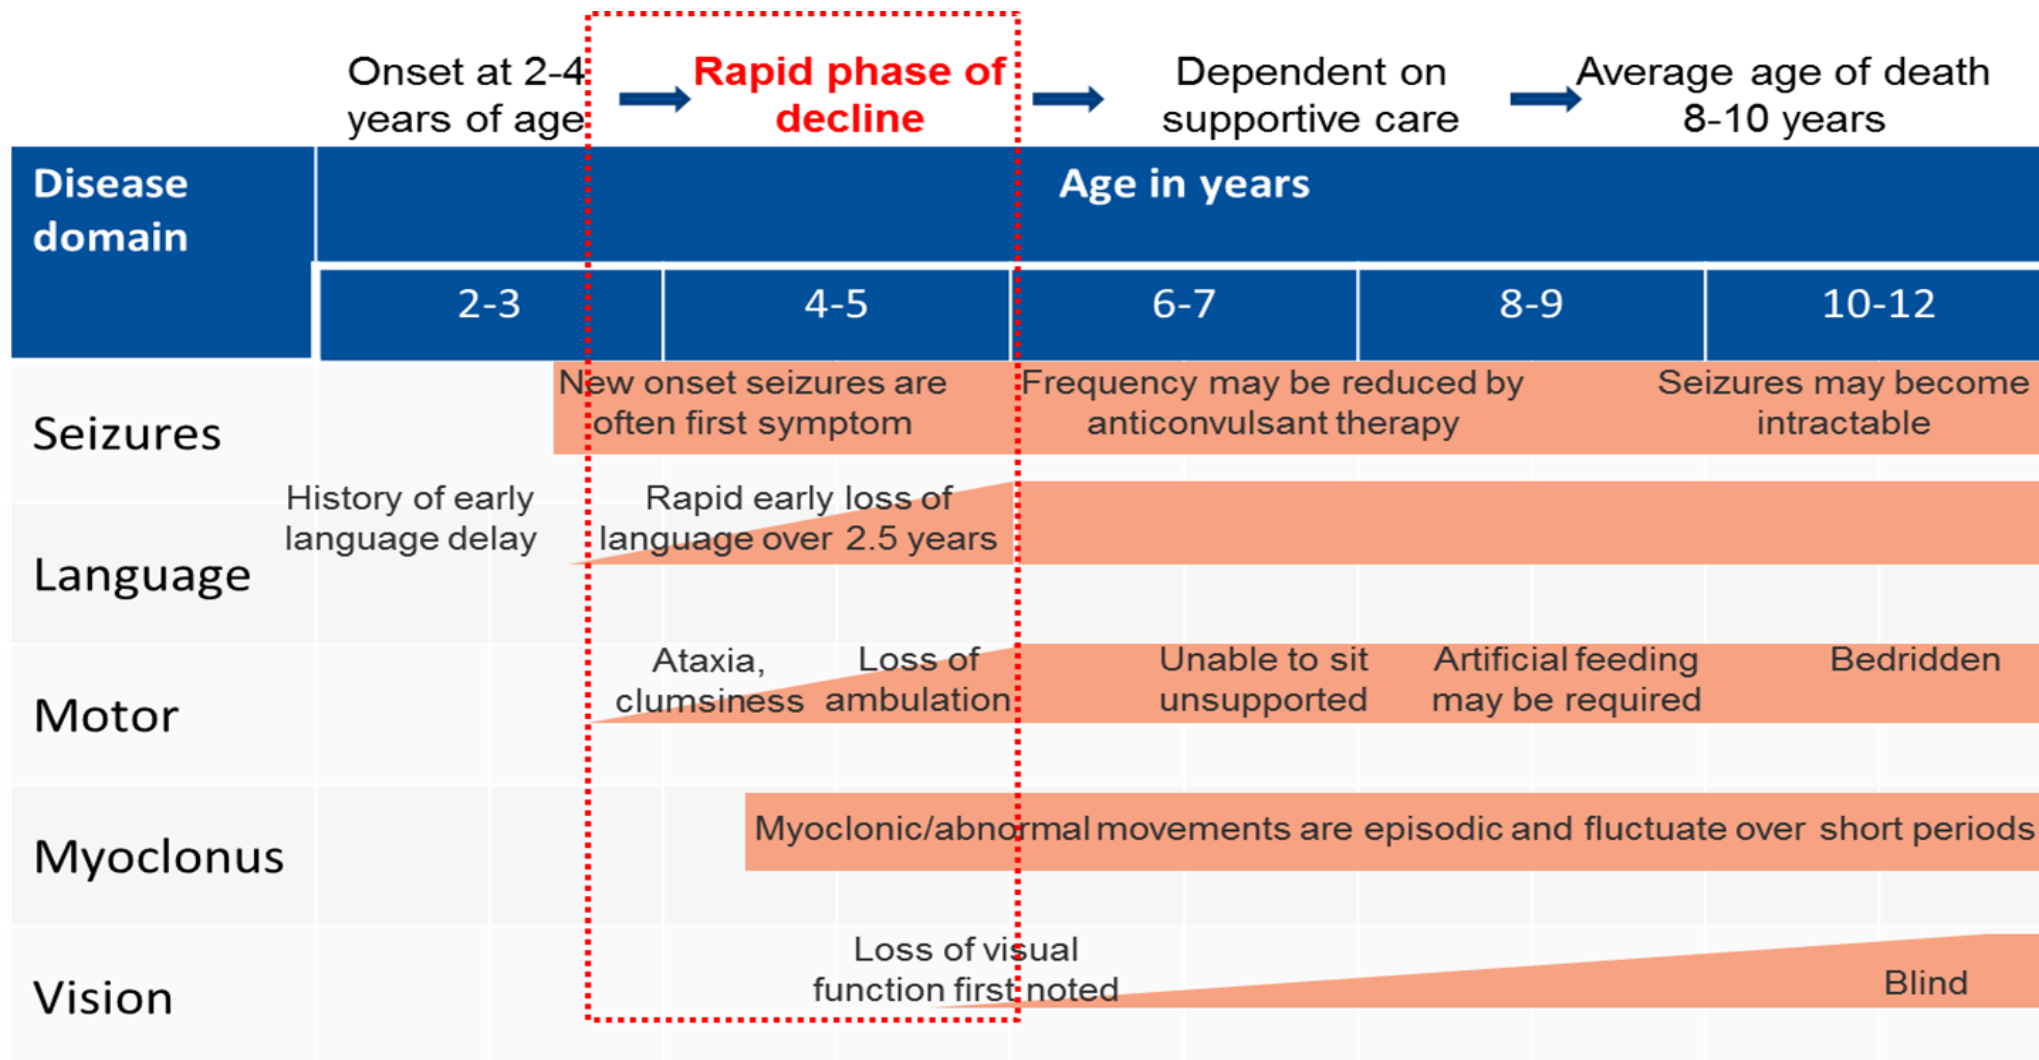 Onset at 2-4
years of age
Rapid phase of
decline
Dependent on
supportive care
Average age of death
8-10 years
Disease
domain
Age in years
2-3
4-5
6-7
8-9
10-12
Seizures
New onset seizures are
often first symptom
Frequency may be reduced by
anticonvulsant therapy
Seizures may become
intractable
Language
History of early
language delay
Rapid early loss of
language over 2.5 years
Motor
Ataxia,
clumsiness
Loss of
ambulation
Unable to sit
unsupported
Artificial feeding
may be required
Bedridden
Myoclonus
Myoclonic/abnormal movements are episodic and fluctuate over short periods
Vision
Loss of visual
function first noted
Blind